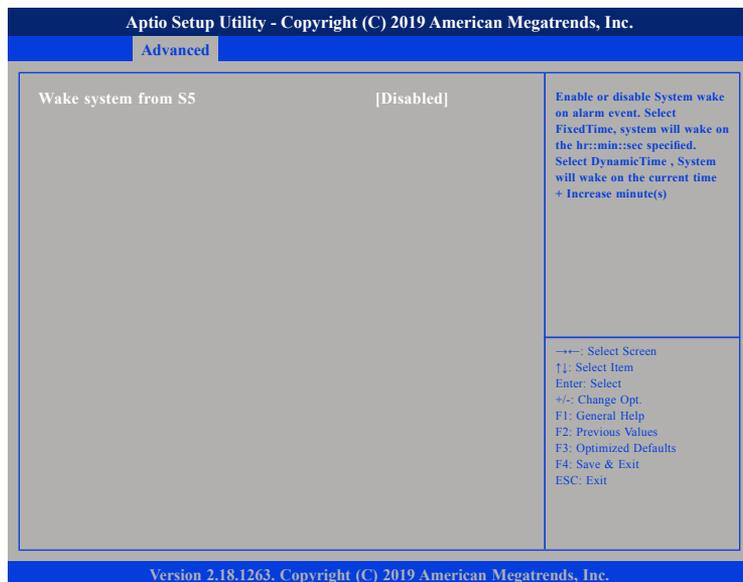 Aptio Setup Utility - Copyright (C) 2019 American Megatrends, Inc.
Advanced
Wake system from S5 [Disabled]
Enable or disable System wake
on alarm event. Select
FixedTime, system will wake on
the hr::min::sec specified.
Select DynamicTime , System
will wake on the current time
+ Increase minute(s)
→←: Select Screen
↑↓: Select Item
Enter: Select
+/-: Change Opt.
F1: General Help
F2: Previous Values
F3: Optimized Defaults
F4: Save & Exit
ESC: Exit
Version 2.18.1263. Copyright (C) 2019 American Megatrends, Inc.